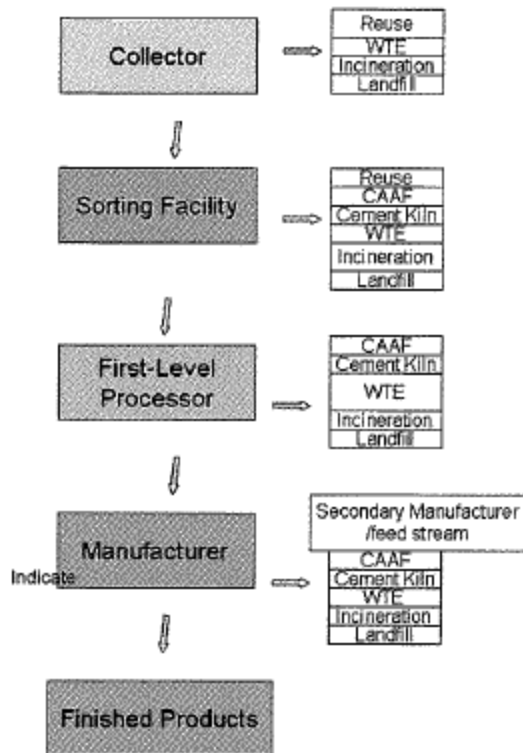 Collector
Reuse
WTE
Incineration
Landfill
Sorting Facility
Reuse
CAAF
Cement Kiln
WTE
Incineration
Landfill
First-Level
Processor
CAAF
Cement Kiln
WTE
Incineration
Landfill
Manufacturer
Indicate
Secondary Manufacturer
/feed stream
CAAF
Cement Kiln
WTE
Incineration
Landfill
Finished Products